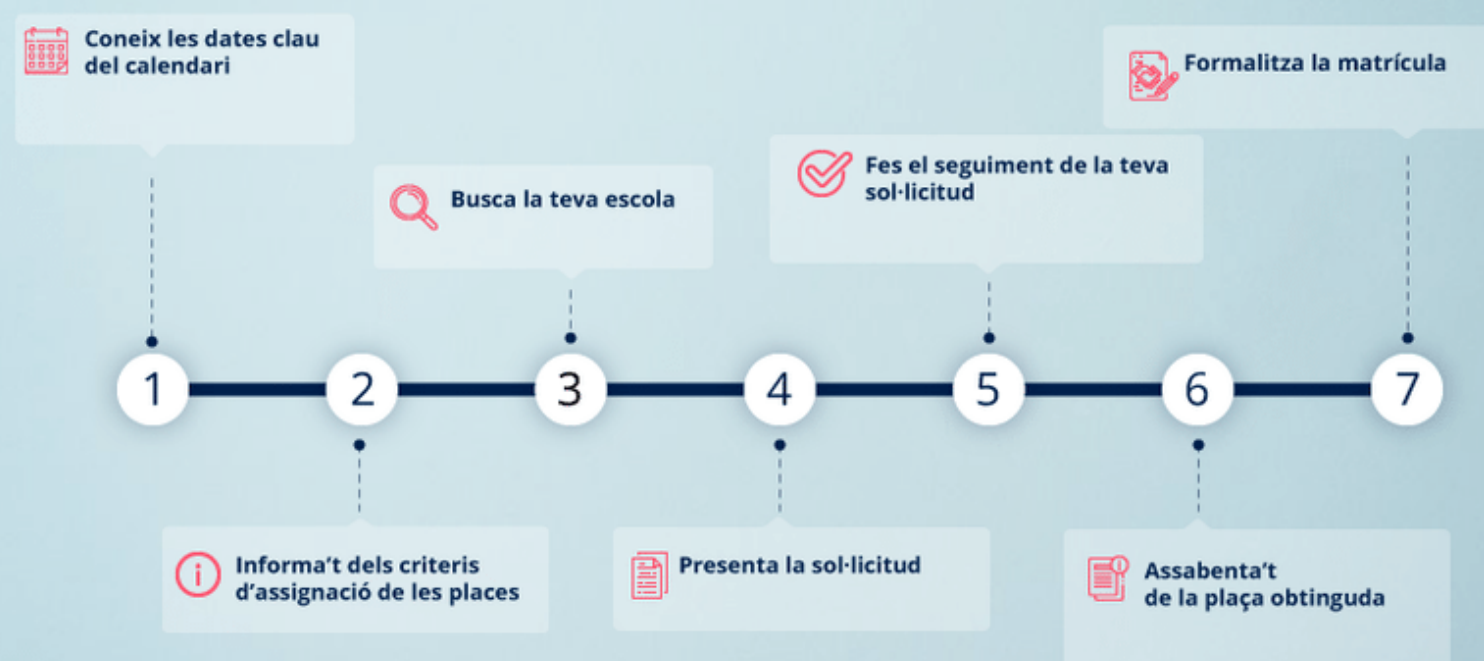 Coneix les dates clau
del calendari
Formalitza la matrícula
Fes el seguiment de la teva
sol·licitud
Busca la teva escola
1
2
3
4
5
6
7
Informa't dels criteris
d'assignació de les places
Presenta la sol·licitud
Assabenta't
de la plaça obtinguda